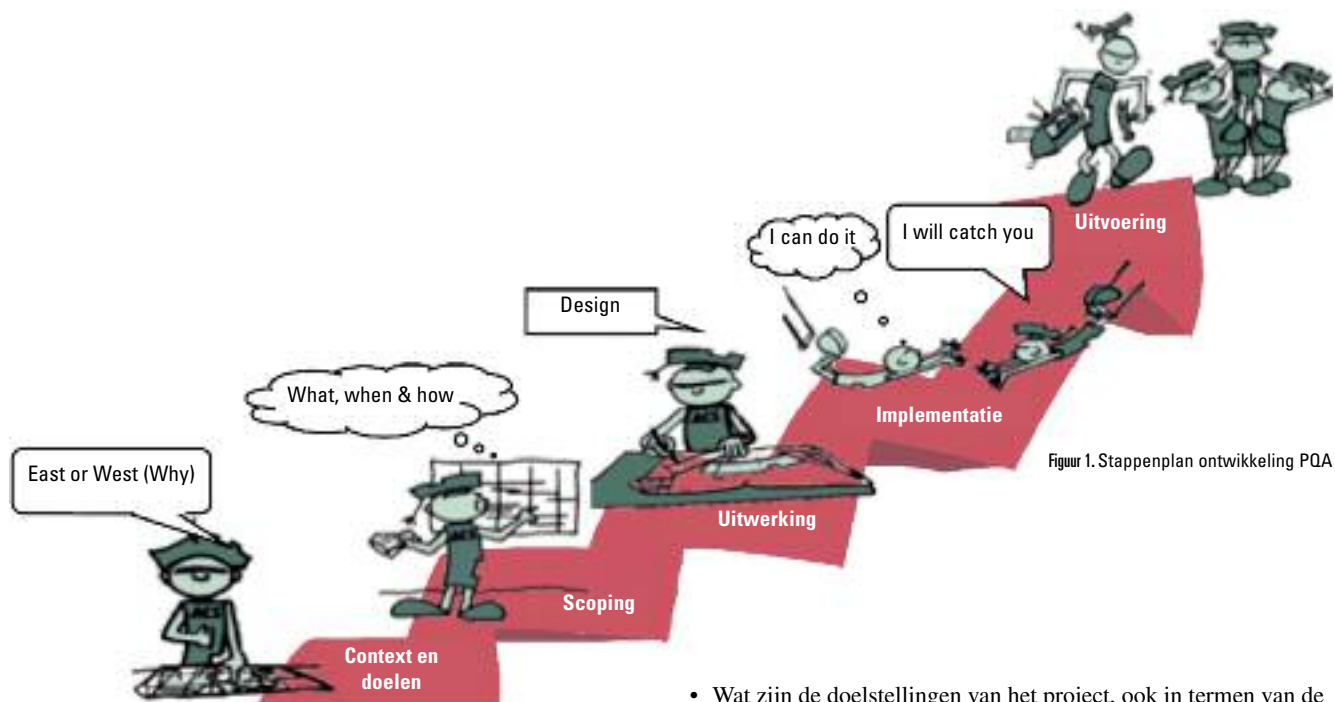 I can do it
I will catch you
Uitvoering
Design
What, when & how
Implementatie
East or West (Why)
Figuur 1. Stappenplan ontwikkeling PQA
Uitwerking
Scoping
Context en
doelen
• Wat zijn de doelstellingen van het project, ook in termen van de